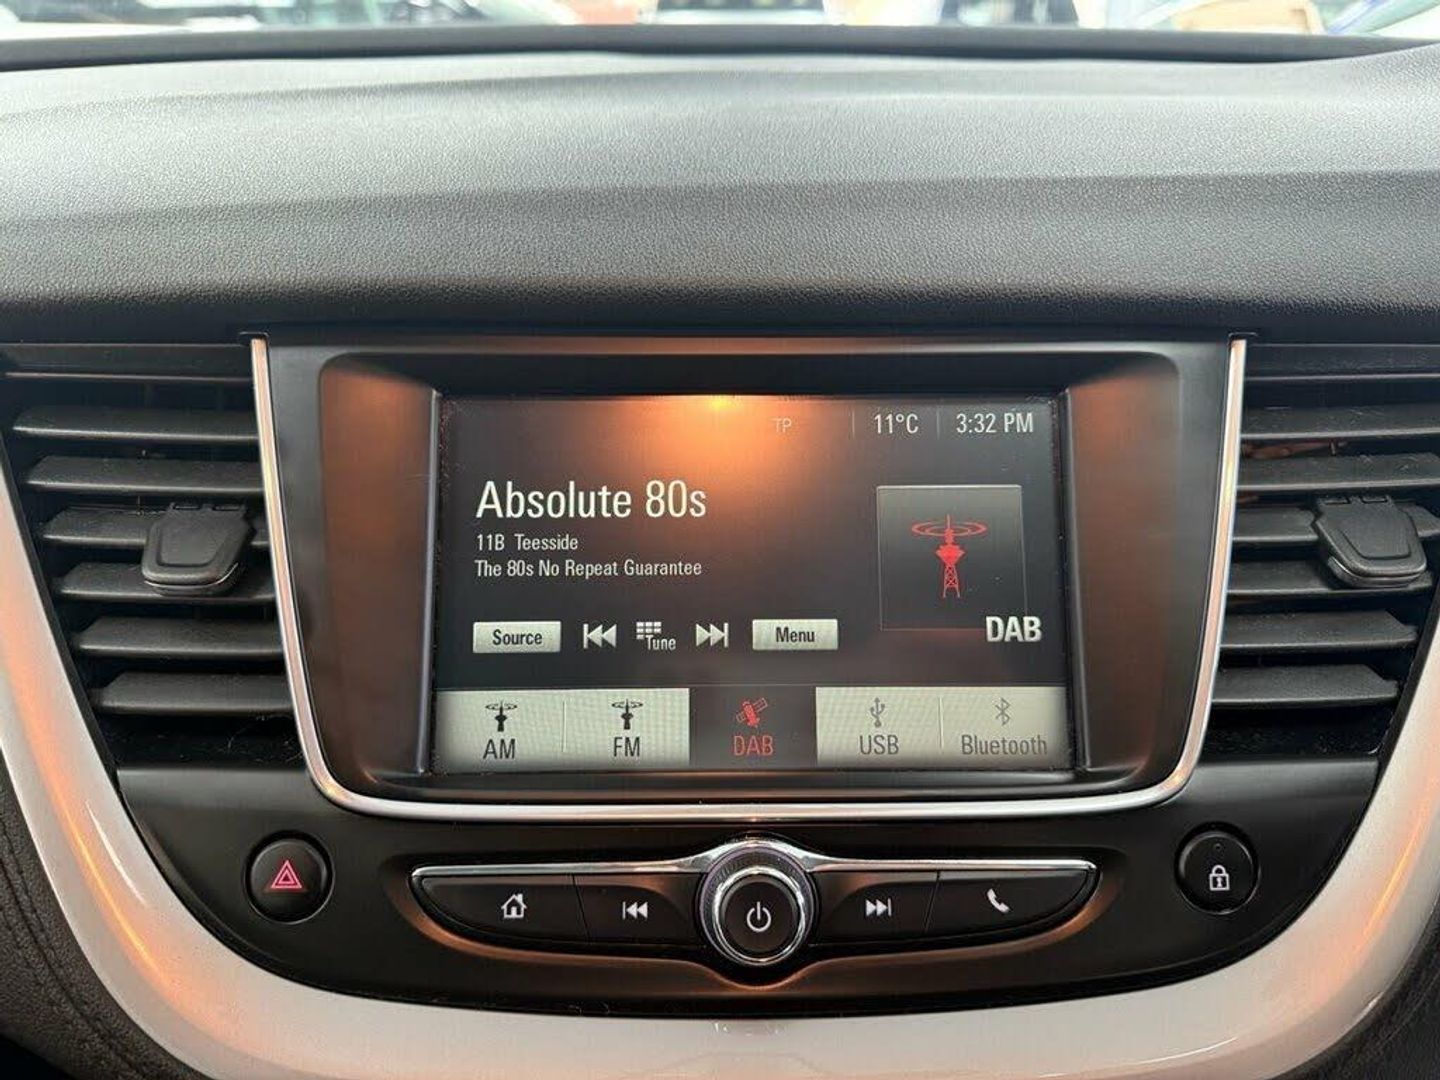 TP 11°C 3:32 PM
Absolute 80s
11B Teesside
The 80s No Repeat Guarantee
DAB
Source Tune Menu
AM FM DAB USB Bluetooth